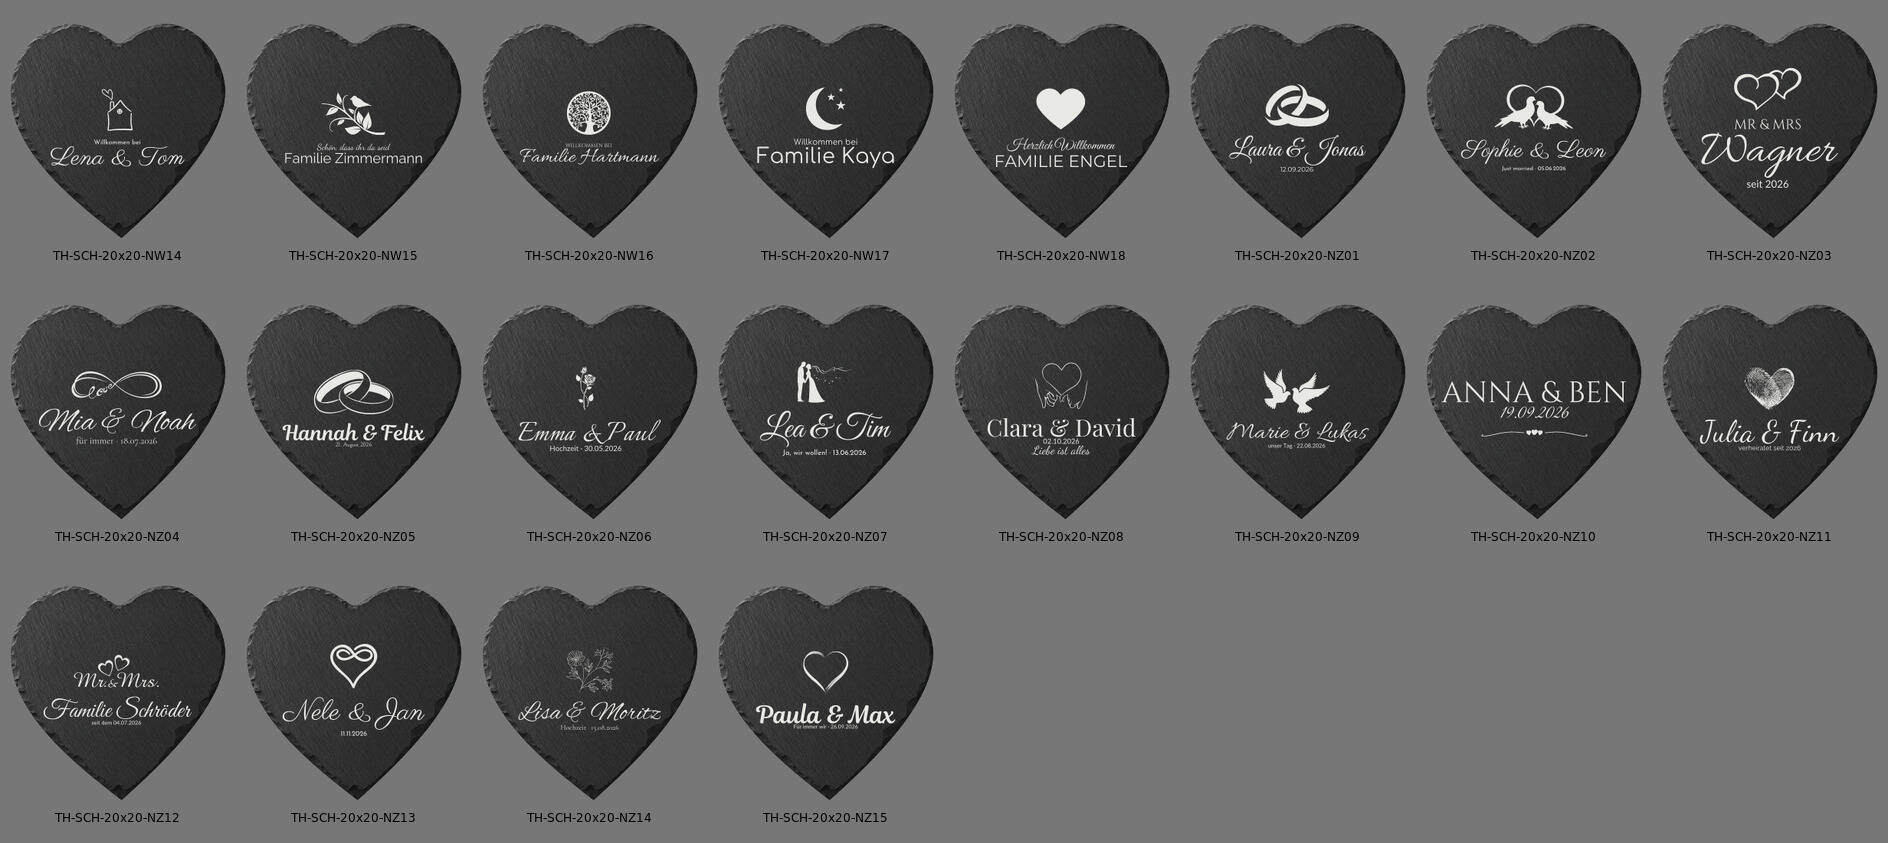 Willkommen bei
Lena & Tom
TH-SCH-20x20-NW14
Schön, dass ihr da seid
Familie Zimmermann
TH-SCH-20x20-NW15
WILLKOMMEN BEI
Familie Hartmann
TH-SCH-20x20-NW16
Willkommen bei
Familie Kaya
TH-SCH-20x20-NW17
Herzlich Willkommen
FAMILIE ENGEL
TH-SCH-20x20-NW18
Laura & Jonas
12.09.2026
TH-SCH-20x20-NZ01
Sophie & Leon
Just married · 05.06.2026
TH-SCH-20x20-NZ02
MR & MRS
Wagner
seit 2026
TH-SCH-20x20-NZ03
Love
Mia & Noah
für immer · 18.07.2026
TH-SCH-20x20-NZ04
Hannah & Felix
21. August 2026
TH-SCH-20x20-NZ05
Emma & Paul
Hochzeit · 30.05.2026
TH-SCH-20x20-NZ06
Lea & Tim
Ja, wir wollen! · 13.06.2026
TH-SCH-20x20-NZ07
Clara & David
02.10.2026
Liebe ist alles
TH-SCH-20x20-NZ08
Marie & Lukas
unser Tag · 22.08.2026
TH-SCH-20x20-NZ09
ANNA & BEN
19.09.2026
TH-SCH-20x20-NZ10
Julia & Finn
verheiratet seit 2026
TH-SCH-20x20-NZ11
Mr. & Mrs.
Familie Schröder
seit dem 04.07.2026
TH-SCH-20x20-NZ12
Nele & Jan
11.11.2026
TH-SCH-20x20-NZ13
Lisa & Moritz
Hochzeit · 15.08.2026
TH-SCH-20x20-NZ14
Paula & Max
Für immer wir · 26.09.2026
TH-SCH-20x20-NZ15